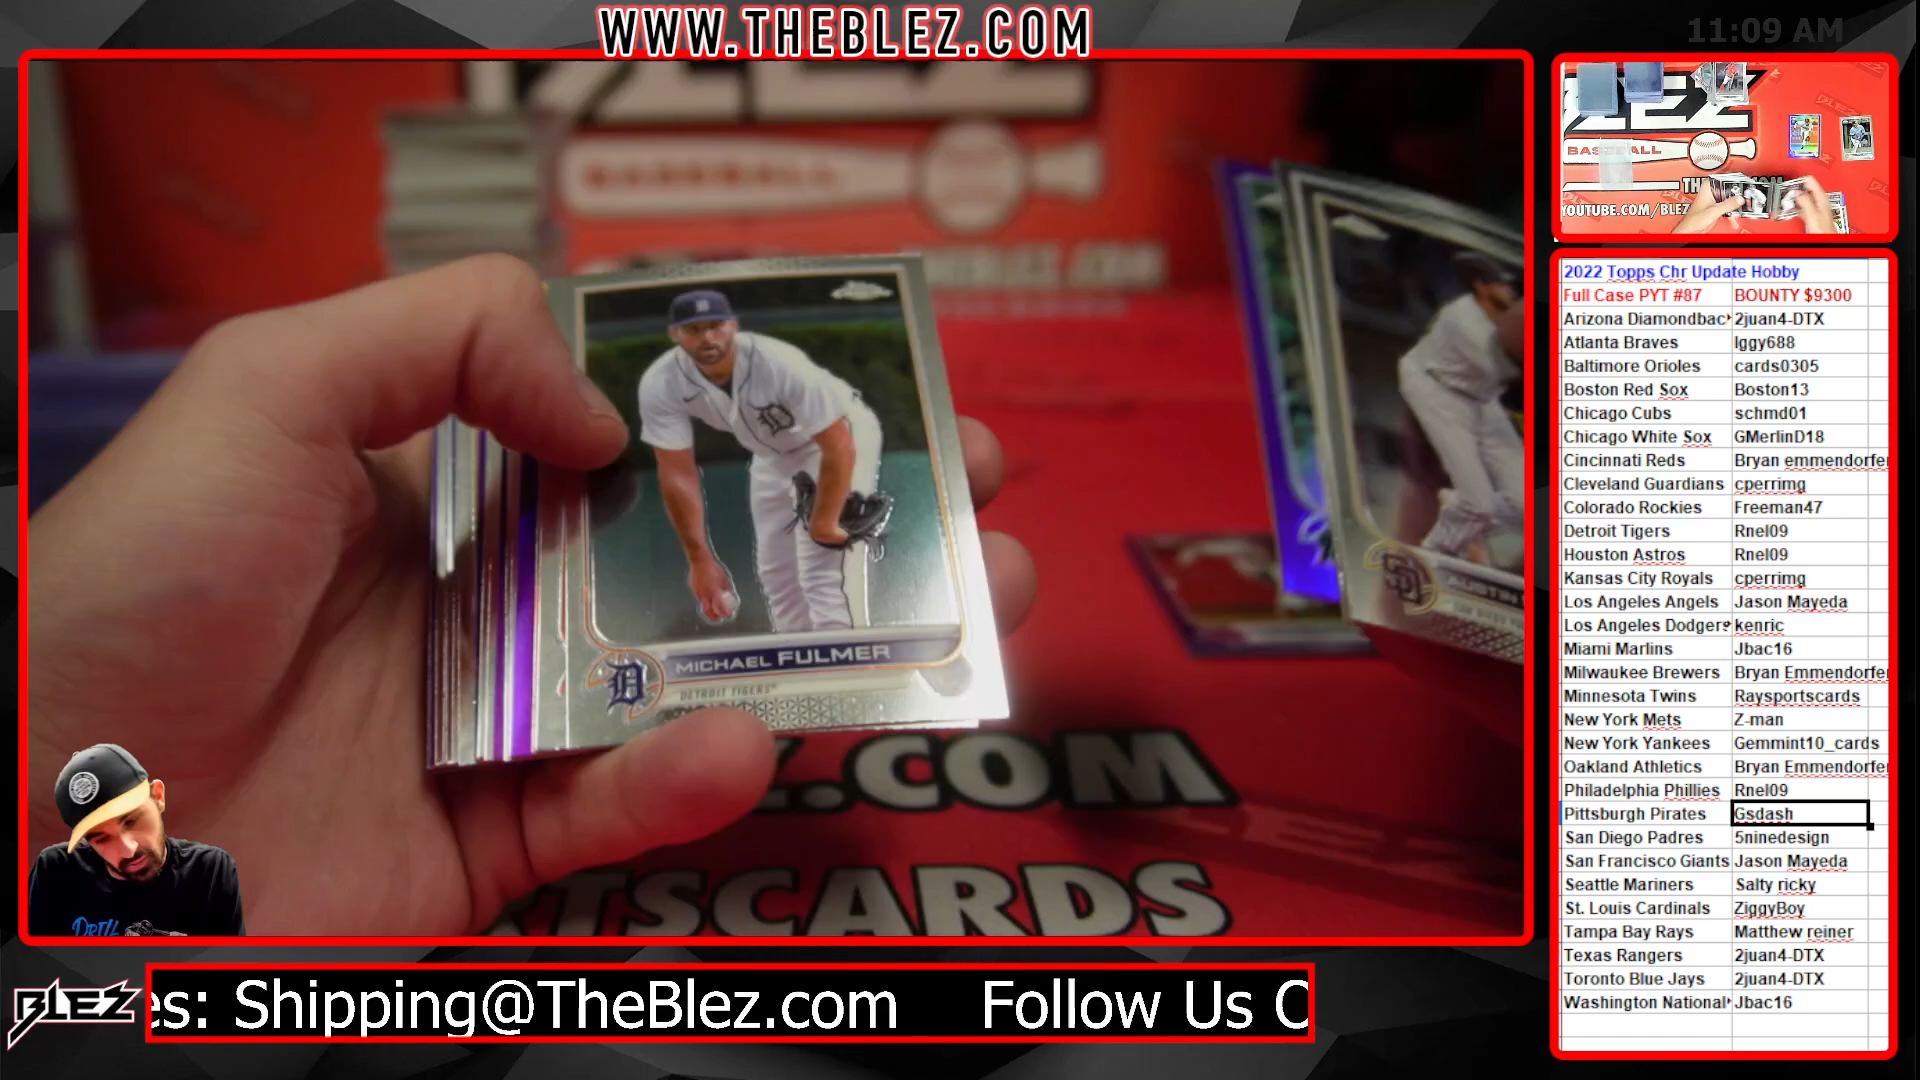 WWW.THEBLEZ.COM
11:09 AM
BASEBALL
YOUTUBE.COM/BLEZ
MICHAEL FULMER
DETROIT TIGERS
AUSTIN
.COM
TSCARDS
2022 Topps Chr Update Hobby
Full Case PYT #87 BOUNTY $9300
Arizona Diamondbac 2juan4-DTX
Atlanta Braves Iggy688
Baltimore Orioles cards0305
Boston Red Sox Boston13
Chicago Cubs schmd01
Chicago White Sox GMerlinD18
Cincinnati Reds Bryan emmendorfer
Cleveland Guardians cperrimg
Colorado Rockies Freeman47
Detroit Tigers Rnel09
Houston Astros Rnel09
Kansas City Royals cperrimg
Los Angeles Angels Jason Mayeda
Los Angeles Dodgers kenric
Miami Marlins Jbac16
Milwaukee Brewers Bryan Emmendorfer
Minnesota Twins Raysportscards
New York Mets Z-man
New York Yankees Gemmint10_cards
Oakland Athletics Bryan Emmendorfer
Philadelphia Phillies Rnel09
Pittsburgh Pirates Gsdash
San Diego Padres 5ninedesign
San Francisco Giants Jason Mayeda
Seattle Mariners Salty ricky
St. Louis Cardinals ZiggyBoy
Tampa Bay Rays Matthew reiner
Texas Rangers 2juan4-DTX
Toronto Blue Jays 2juan4-DTX
Washington National Jbac16
BLEZ
es: Shipping@TheBlez.com Follow Us O